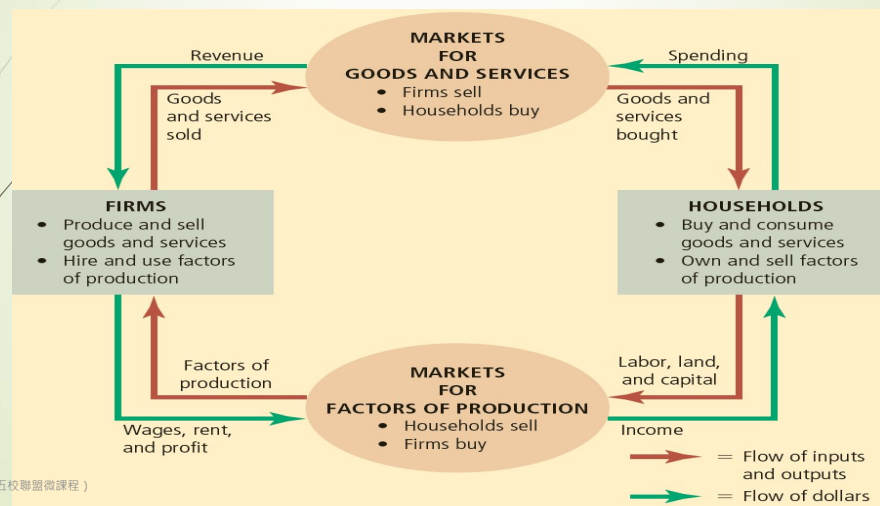 MARKETS
FOR
GOODS AND SERVICES
• Firms sell
• Households buy
Revenue
Spending
Goods
and services
sold
Goods and
services
bought
FIRMS
• Produce and sell
goods and services
• Hire and use factors
of production
HOUSEHOLDS
• Buy and consume
goods and services
• Own and sell factors
of production
Factors of
production
Labor, land,
and capital
MARKETS
FOR
FACTORS OF PRODUCTION
• Households sell
• Firms buy
Wages, rent,
and profit
Income
= Flow of inputs
and outputs
= Flow of dollars
五校聯盟微課程）